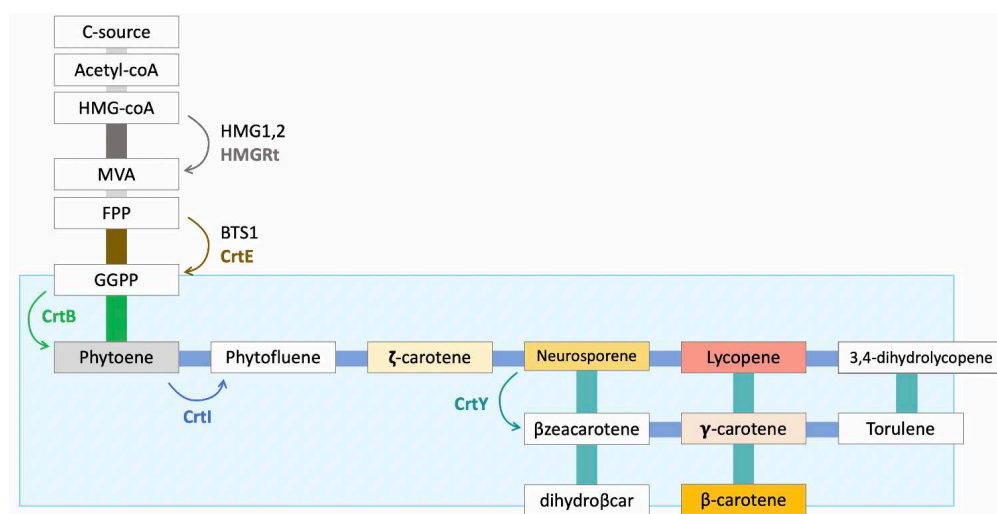 C-source
Acetyl-coA
HMG-coA
HMG1,2
HMGRt
MVA
FPP
BTS1
CrtE
GGPP
CrtB
Phytoene
Phytofluene
ζ-carotene
Neurosporene
Lycopene
3,4-dihydrolycopene
CrtI
CrtY
βzeacarotene
γ-carotene
Torulene
dihydroβcar
β-carotene